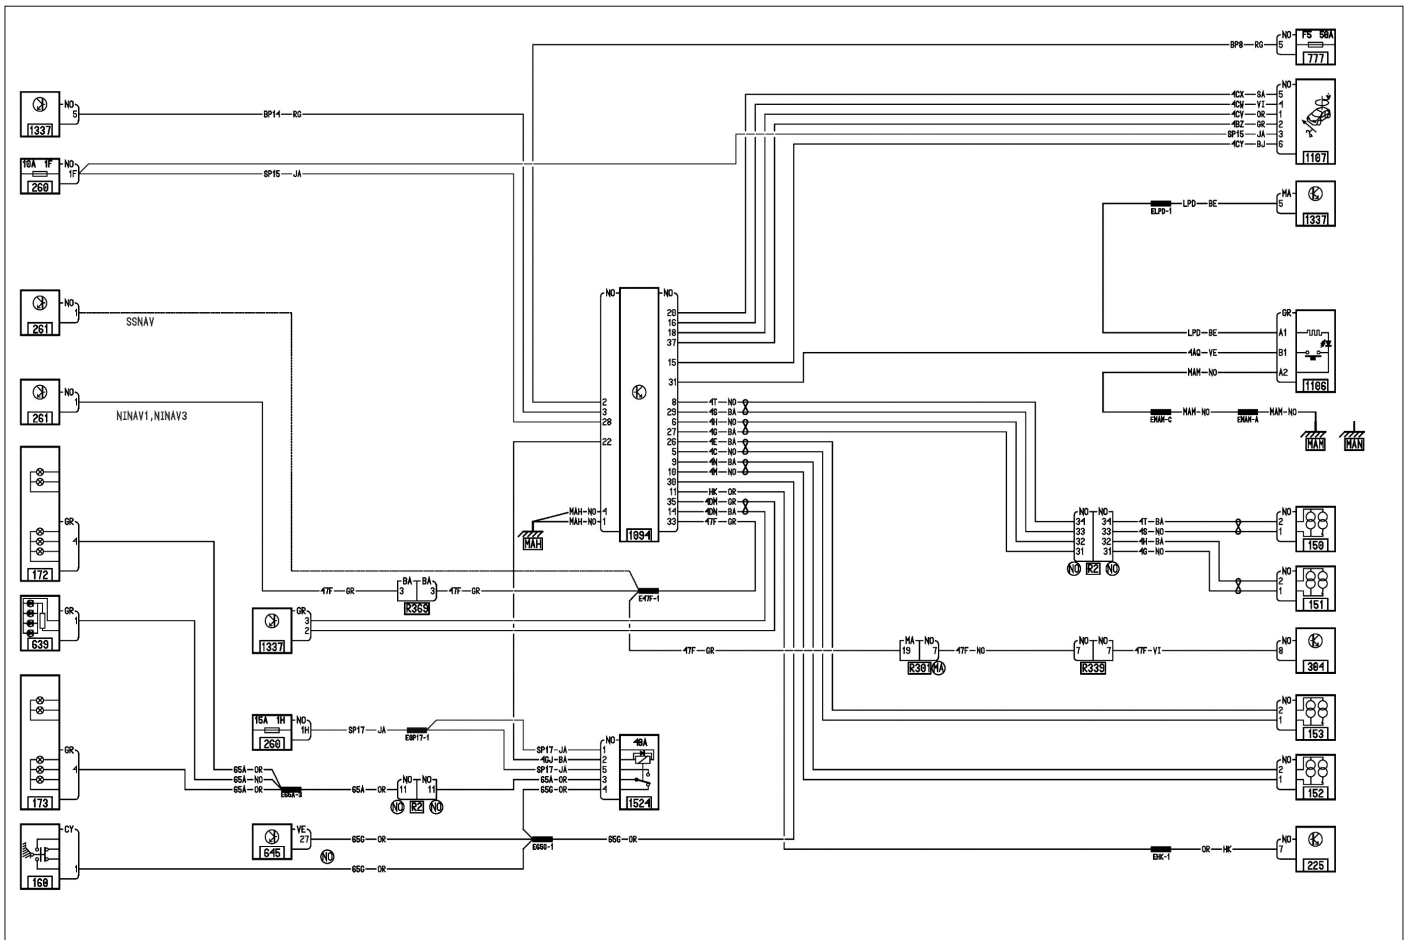 NO
5
BP8 RG
F5 50A
777
1337
NO
5
BP14 RG
10A 1F
260
NO
1F
SP15 JA
NO
4CX SA 5
4CW VI 4
4CV OR 1
4BZ GR 2
SP15 JA 3
4CY BJ 6
1107
MA
5
LPD BE
ELPD-1
1337
261
NO
1
SSNAV
261
NO
1
NINAV1,NINAV3
NO
2
3
28
22
MAH NO 4
MAH NO 1
MAH
1094
NO
20
16
18
37
15
31
8 4T NO
29 4S BA
6 4H NO
27 4G BA
26 4E BA
5 4C NO
9 4N BA
10 4M NO
30
11 HK OR
35 4DM GR
14 4DN BA
33 47F GR
GR
LPD BE A1
4AQ VE B1
MAM NO A2
1106
EMAM-C
MAM NO
EMAM-A
MAM NO
MAM
MAN
GR
4
172
GR
1
639
GR
4
173
CY
1
160
47F GR
BA BA
3 3
R369
47F GR
E47F-1
GR
3
2
1337
47F GR
MA NO
19 7
R301 MA
47F NO
NO NO
7 7
R339
47F VI
NO
8
304
NO NO
34 34 4T BA
33 33 4S NO
32 32 4H BA
31 31 4G NO
NO R2 NO
NO
2
1
150
NO
2
1
151
NO
2
1
153
NO
2
1
152
15A 1H
260
NO
1H
SP17 JA
ESP17-1
NO
SP17 JA 1
4GJ BA 2
SP17 JA 5
65A OR 3
65G OR 4
40A
1524
65A OR
65A NO
65A OR
E65A-3
65A OR
NO NO
11 11
NO R2 NO
VE
27
645
NO
65G OR
E65G-1
65G OR
65G OR
EHK-1
OR HK
NO
7
225